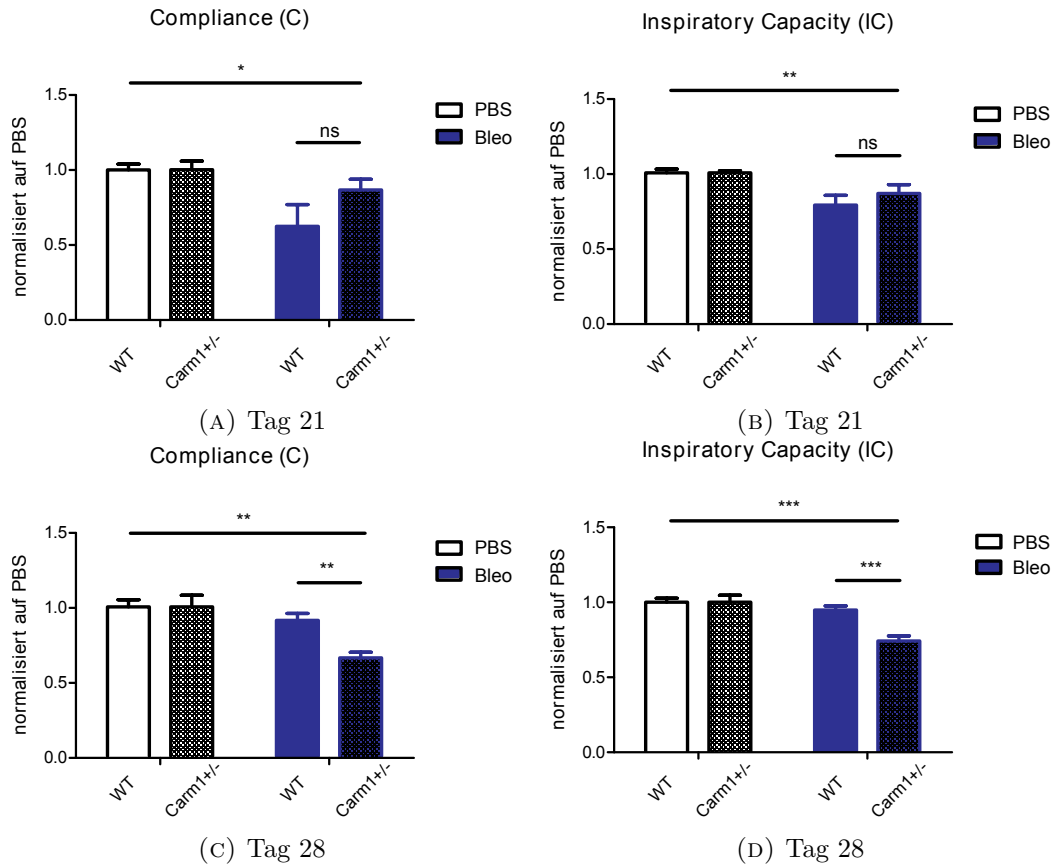 Compliance (C)
*
ns
normalisiert auf PBS
1.5
1.0
0.5
0.0
WT
Carm1+/-
WT
Carm1+/-
PBS
Bleo
(A) Tag 21
Inspiratory Capacity (IC)
**
ns
normalisiert auf PBS
1.5
1.0
0.5
0.0
WT
Carm1+/-
WT
Carm1+/-
PBS
Bleo
(B) Tag 21
Compliance (C)
**
**
normalisiert auf PBS
1.5
1.0
0.5
0.0
WT
Carm1+/-
WT
Carm1+/-
PBS
Bleo
(C) Tag 28
Inspiratory Capacity (IC)
***
***
normalisiert auf PBS
1.5
1.0
0.5
0.0
WT
Carm1+/-
WT
Carm1+/-
PBS
Bleo
(D) Tag 28